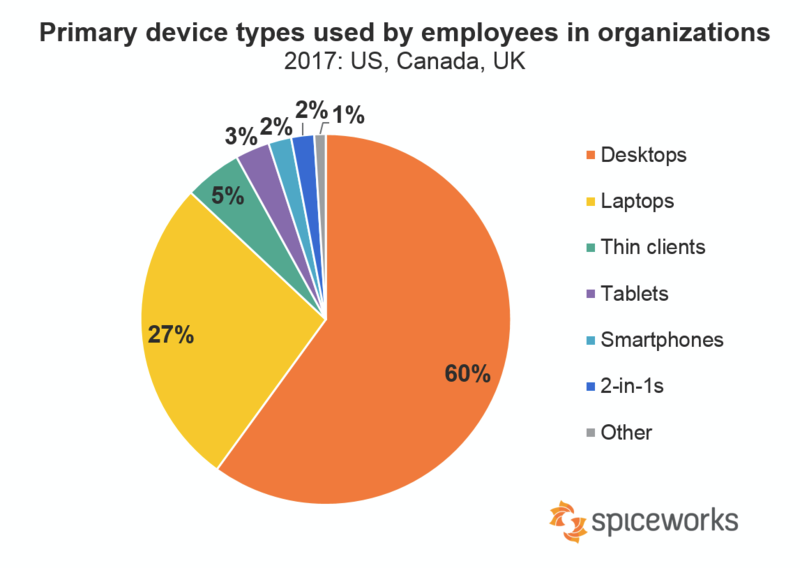 Primary device types used by employees in organizations
2017: US, Canada, UK
3% 2% 2% 1%
5%
27%
60%
Desktops
Laptops
Thin clients
Tablets
Smartphones
2-in-1s
Other
spiceworks